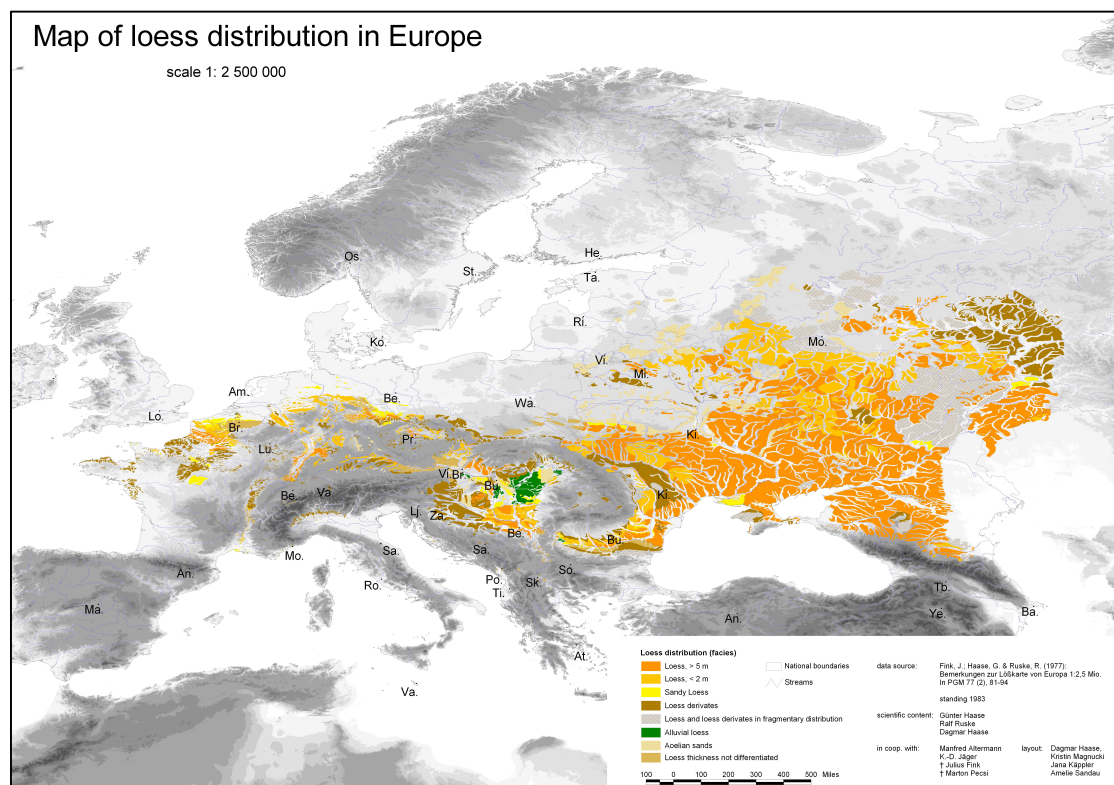 Map of loess distribution in Europe
scale 1: 2 500 000
Os.
St.
He.
Ta.
Ri.
Ko.
Vi.
Mi.
Mo.
Am.
Be.
Wa.
Lo.
Br.
Lu.
Pr.
Ki.
Vi.
Br.
Bu.
Be.
Va.
Lj.
Za.
Ki.
Be.
Bu.
Mo.
Sa.
Sa.
So.
An.
Ro.
Po.
Ti.
Sk.
Tb.
Ma.
An.
Ye.
Ba.
At.
Va.
Loess distribution (facies)
Loess, > 5 m
Loess, < 2 m
Sandy Loess
Loess derivates
Loess and loess derivates in fragmentary distribution
Alluvial loess
Aoelian sands
Loess thickness not differentiated
National boundaries
Streams
100 0 100 200 300 400 500 Miles
data source: Fink, J.; Haase, G. & Ruske, R. (1977):
Bemerkungen zur Lößkarte von Europa 1:2,5 Mio.
In PGM 77 (2), 81-94
standing 1983
scientific content: Günter Haase
Ralf Ruske
Dagmar Haase
in coop. with: Manfred Altermann
K.-D. Jäger
† Julius Fink
† Marton Pecsi
layout: Dagmar Haase,
Kristin Magnucki
Jana Käppler
Amelie Sandau